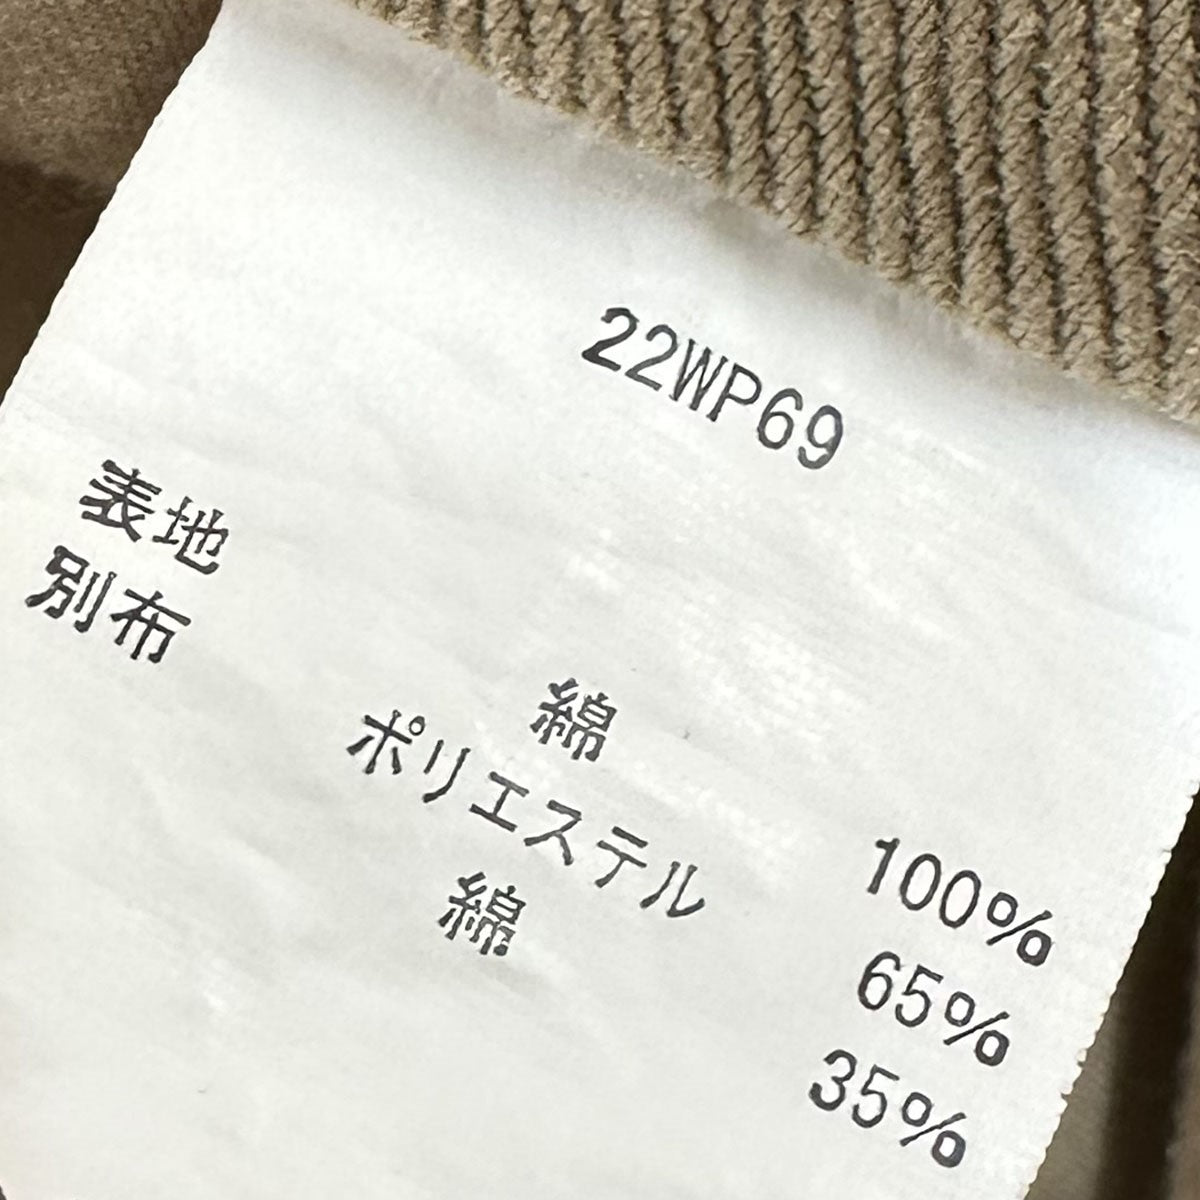 22WP69
表地 綿 100%
別布 ポリエステル 65%
綿 35%